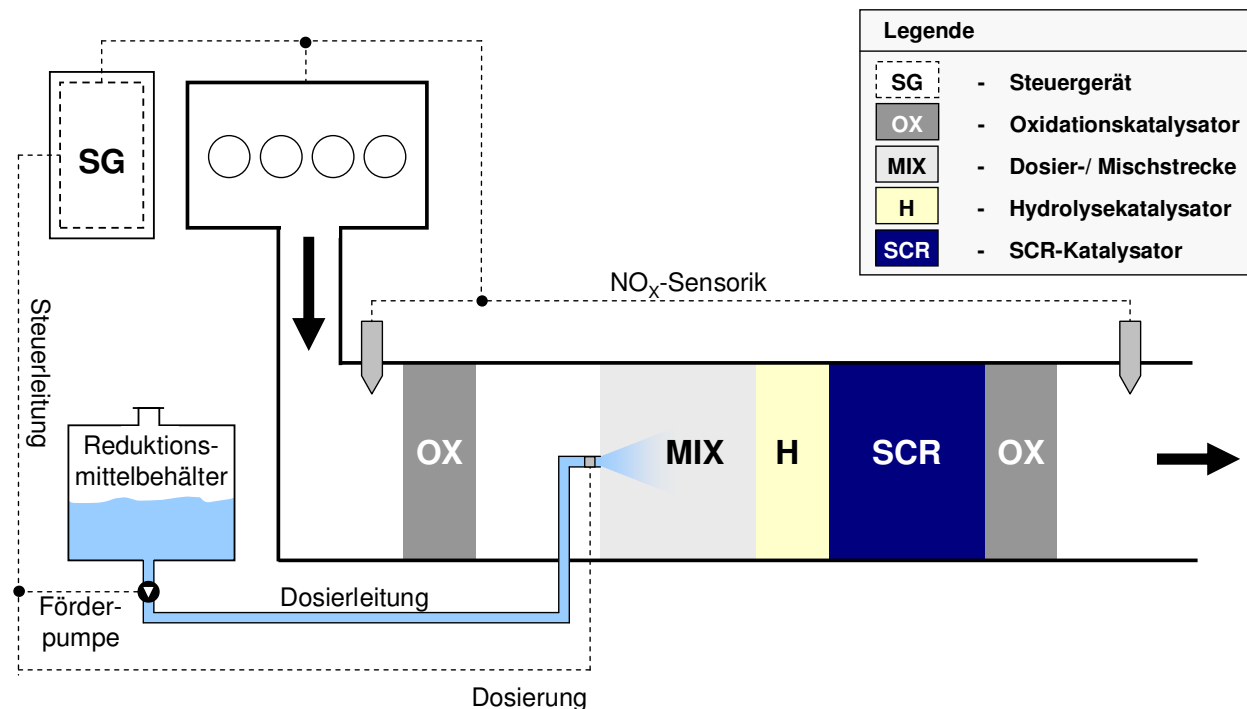 Legende
SG - Steuergerät
OX - Oxidationskatalysator
MIX - Dosier-/ Mischstrecke
H - Hydrolysekatalysator
SCR - SCR-Katalysator
SG
NOX-Sensorik
Steuerleitung
Reduktions-
mittelbehälter
OX
MIX
H
SCR
OX
Dosierleitung
Förder-
pumpe
Dosierung